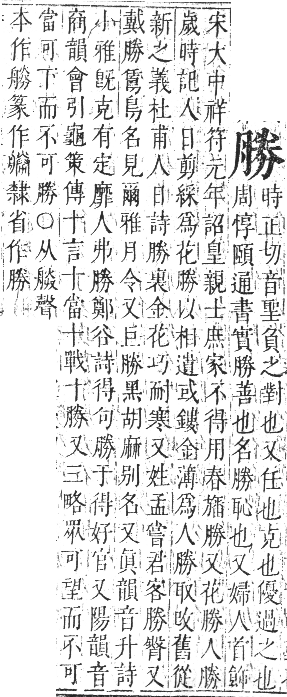 勝
時正切音聖負之對也又任也克也優過之也
周惇頤通書實勝善也名勝恥也又婦人首飾
宋大中祥符元年詔皇親士庶家不得用春旛勝又花勝人勝
歲時記人日剪綵爲花勝以相遺或鏤金薄爲人勝取攺舊從
新之義杜甫人日詩勝裏金花巧耐寒又姓孟嘗君客勝㬰又
戴勝鳥名見爾雅月令又巨勝黑胡麻别名又眞韻音升詩
小雅旣克有定靡人弗勝鄭谷詩得句勝于得好官又陽韻音
商韻會引龜策傳十言十當十戰十勝又三略眾可望而不可
當可下而不可勝○从𦩎聲
本作𦩎篆作隸省作勝